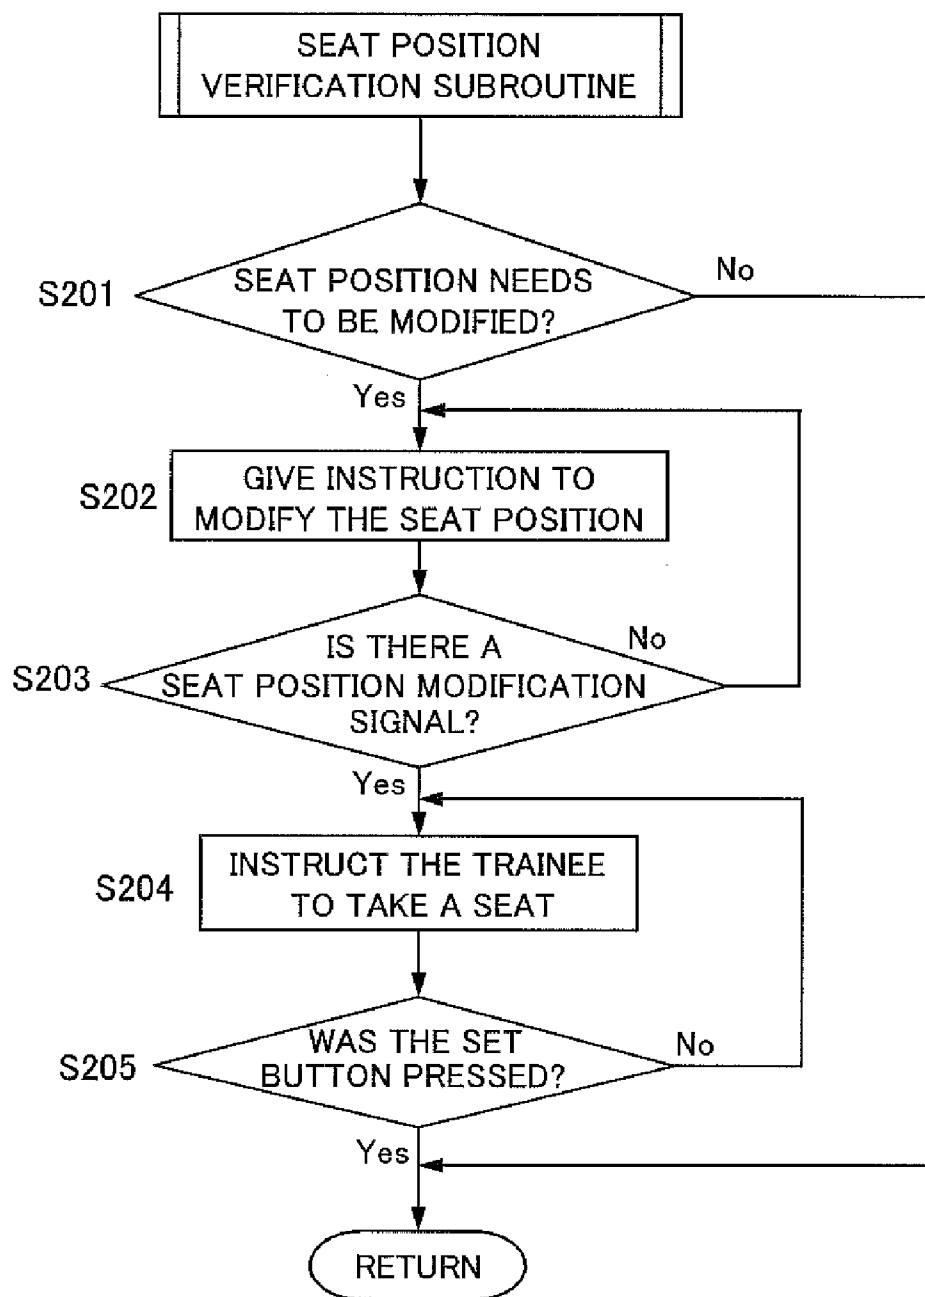 SEAT POSITION
VERIFICATION SUBROUTINE
S201
SEAT POSITION NEEDS
TO BE MODIFIED?
No
Yes
S202
GIVE INSTRUCTION TO
MODIFY THE SEAT POSITION
S203
IS THERE A
SEAT POSITION MODIFICATION
SIGNAL?
No
Yes
S204
INSTRUCT THE TRAINEE
TO TAKE A SEAT
S205
WAS THE SET
BUTTON PRESSED?
No
Yes
RETURN